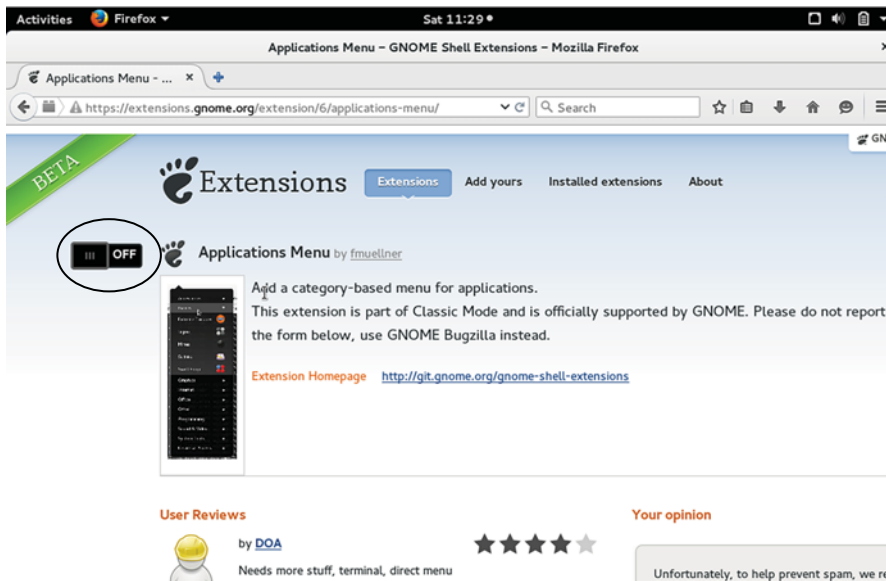 Activities Firefox Sat 11:29
Applications Menu – GNOME Shell Extensions – Mozilla Firefox
Applications Menu - ...
https://extensions.gnome.org/extension/6/applications-menu/ Search
GN
BETA
Extensions Extensions Add yours Installed extensions About
OFF Applications Menu by fmuellner
Add a category-based menu for applications.
This extension is part of Classic Mode and is officially supported by GNOME. Please do not report
the form below, use GNOME Bugzilla instead.
Extension Homepage http://git.gnome.org/gnome-shell-extensions
User Reviews Your opinion
by DOA
Needs more stuff, terminal, direct menu
Unfortunately, to help prevent spam, we re